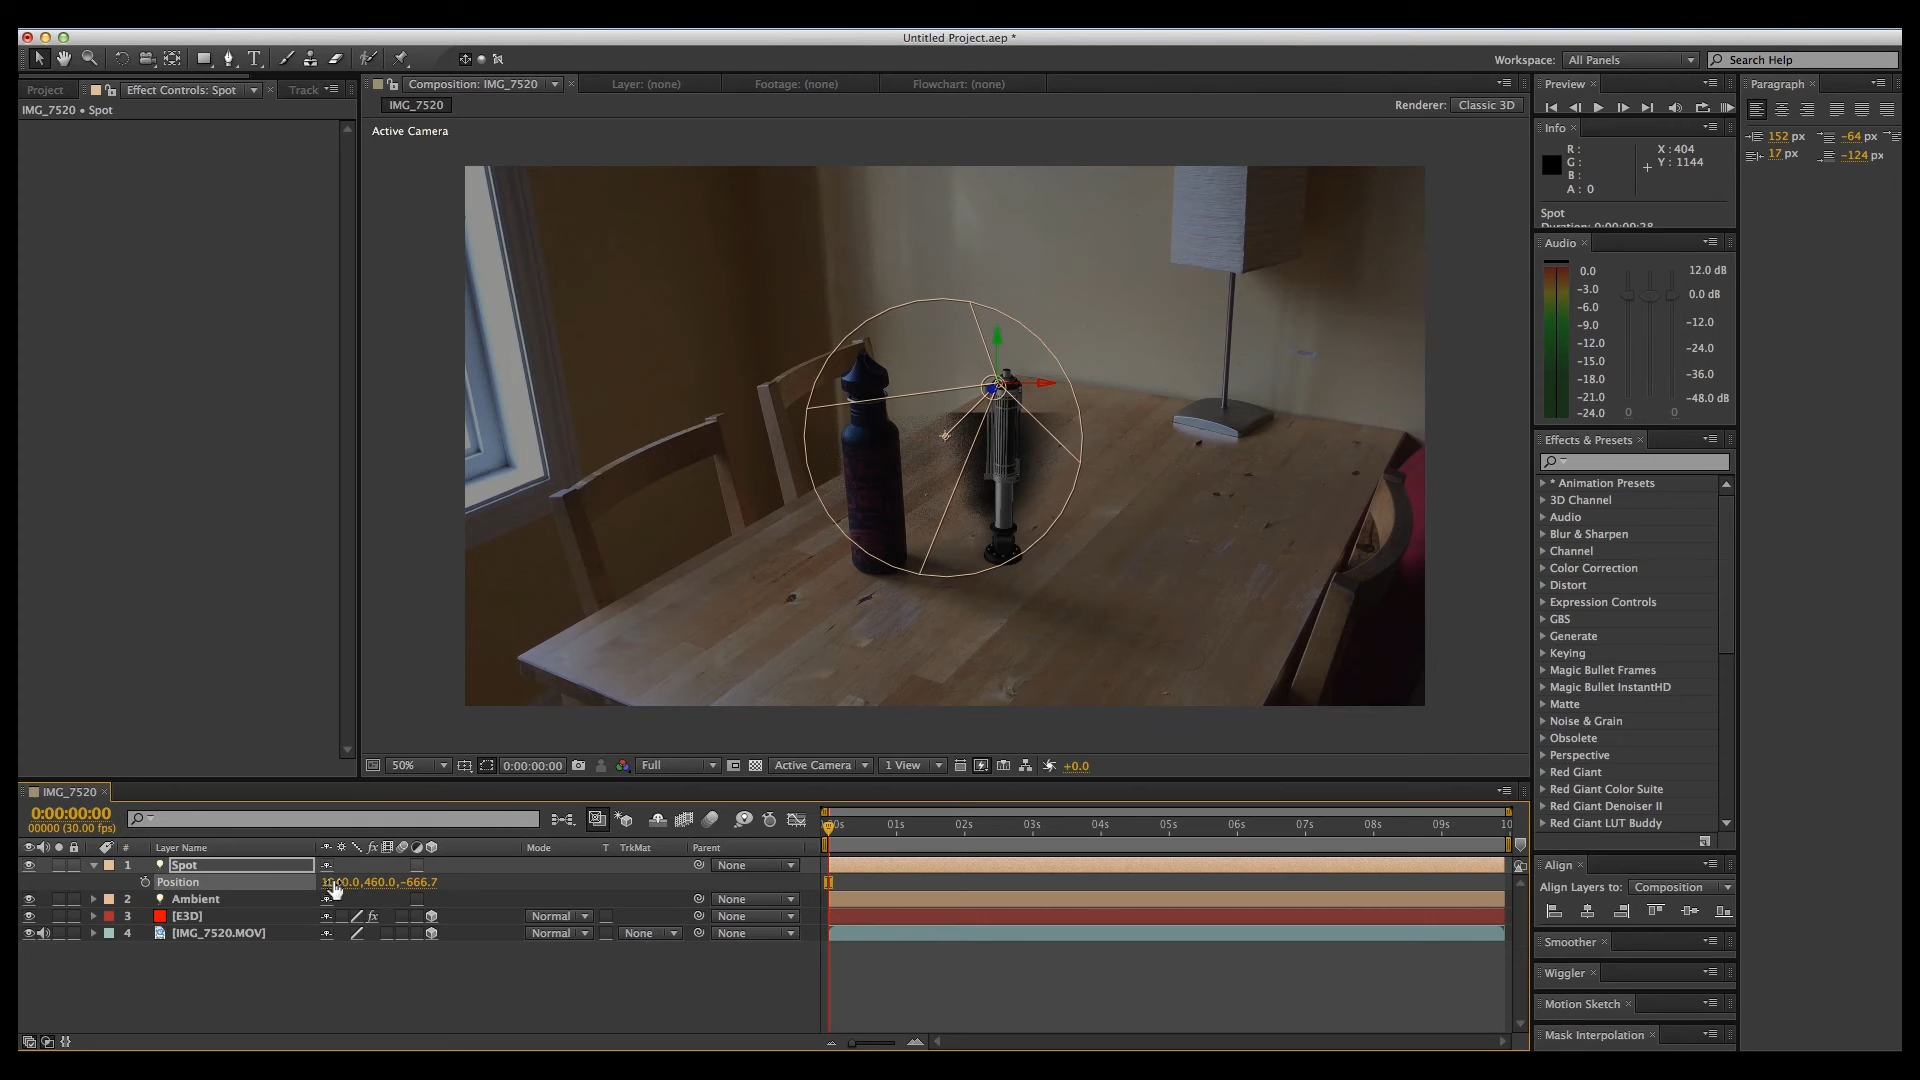 Untitled Project.aep *
Workspace: All Panels Search Help
Project Effect Controls: Spot Track
IMG_7520 • Spot
Composition: IMG_7520 Layer: (none) Footage: (none) Flowchart: (none)
IMG_7520 Renderer: Classic 3D
Active Camera
Preview
Info
R : X : 404
G : Y : 1144
B :
A : 0
Spot
Duration: 0:00:09:28
Audio
0.0 12.0 dB
-3.0 0.0 dB
-6.0
-9.0 -12.0
-12.0 -24.0
-15.0
-18.0 -36.0
-21.0 -48.0 dB
-24.0 0 0
Effects & Presets
* Animation Presets
3D Channel
Audio
Blur & Sharpen
Channel
Color Correction
Distort
Expression Controls
GBS
Generate
Keying
Magic Bullet Frames
Magic Bullet InstantHD
Matte
Noise & Grain
Obsolete
Perspective
Red Giant
Red Giant Color Suite
Red Giant Denoiser II
Red Giant LUT Buddy
Align
Align Layers to: Composition
Smoother
Wiggler
Motion Sketch
Mask Interpolation
Paragraph
152 px -64 px
17 px -124 px
50% 0:00:00:00 Full Active Camera 1 View +0.0
IMG_7520
0:00:00:00
00000 (30.00 fps)
01s 02s 03s 04s 05s 06s 07s 08s 09s 10
# Layer Name fx Mode T TrkMat Parent
1 Spot None
Position 460.0,-666.7
2 Ambient None
3 [E3D] fx Normal None
4 [IMG_7520.MOV] Normal None None